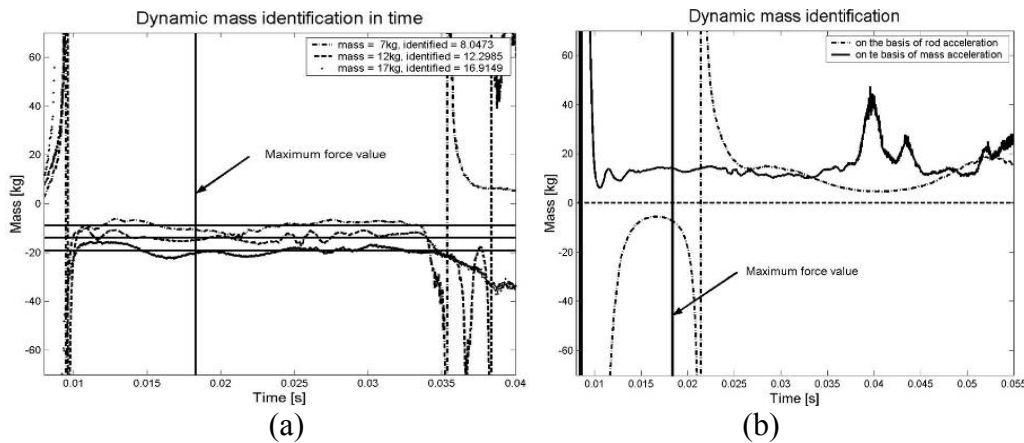 Dynamic mass identification in time
mass = 7kg, identified = 8.0473
mass = 12kg, identified = 12.2985
mass = 17kg, identified = 16.9149
Maximum force value
Mass [kg]
60
40
20
0
-20
-40
-60
0.01
0.015
0.02
0.025
0.03
0.035
0.04
Time [s]
(a)
Dynamic mass identification
on the basis of rod acceleration
on te basis of mass acceleration
Maximum force value
Mass [kg]
60
40
20
0
-20
-40
-60
0.01
0.015
0.02
0.025
0.03
0.035
0.04
0.045
0.05
0.055
Time [s]
(b)